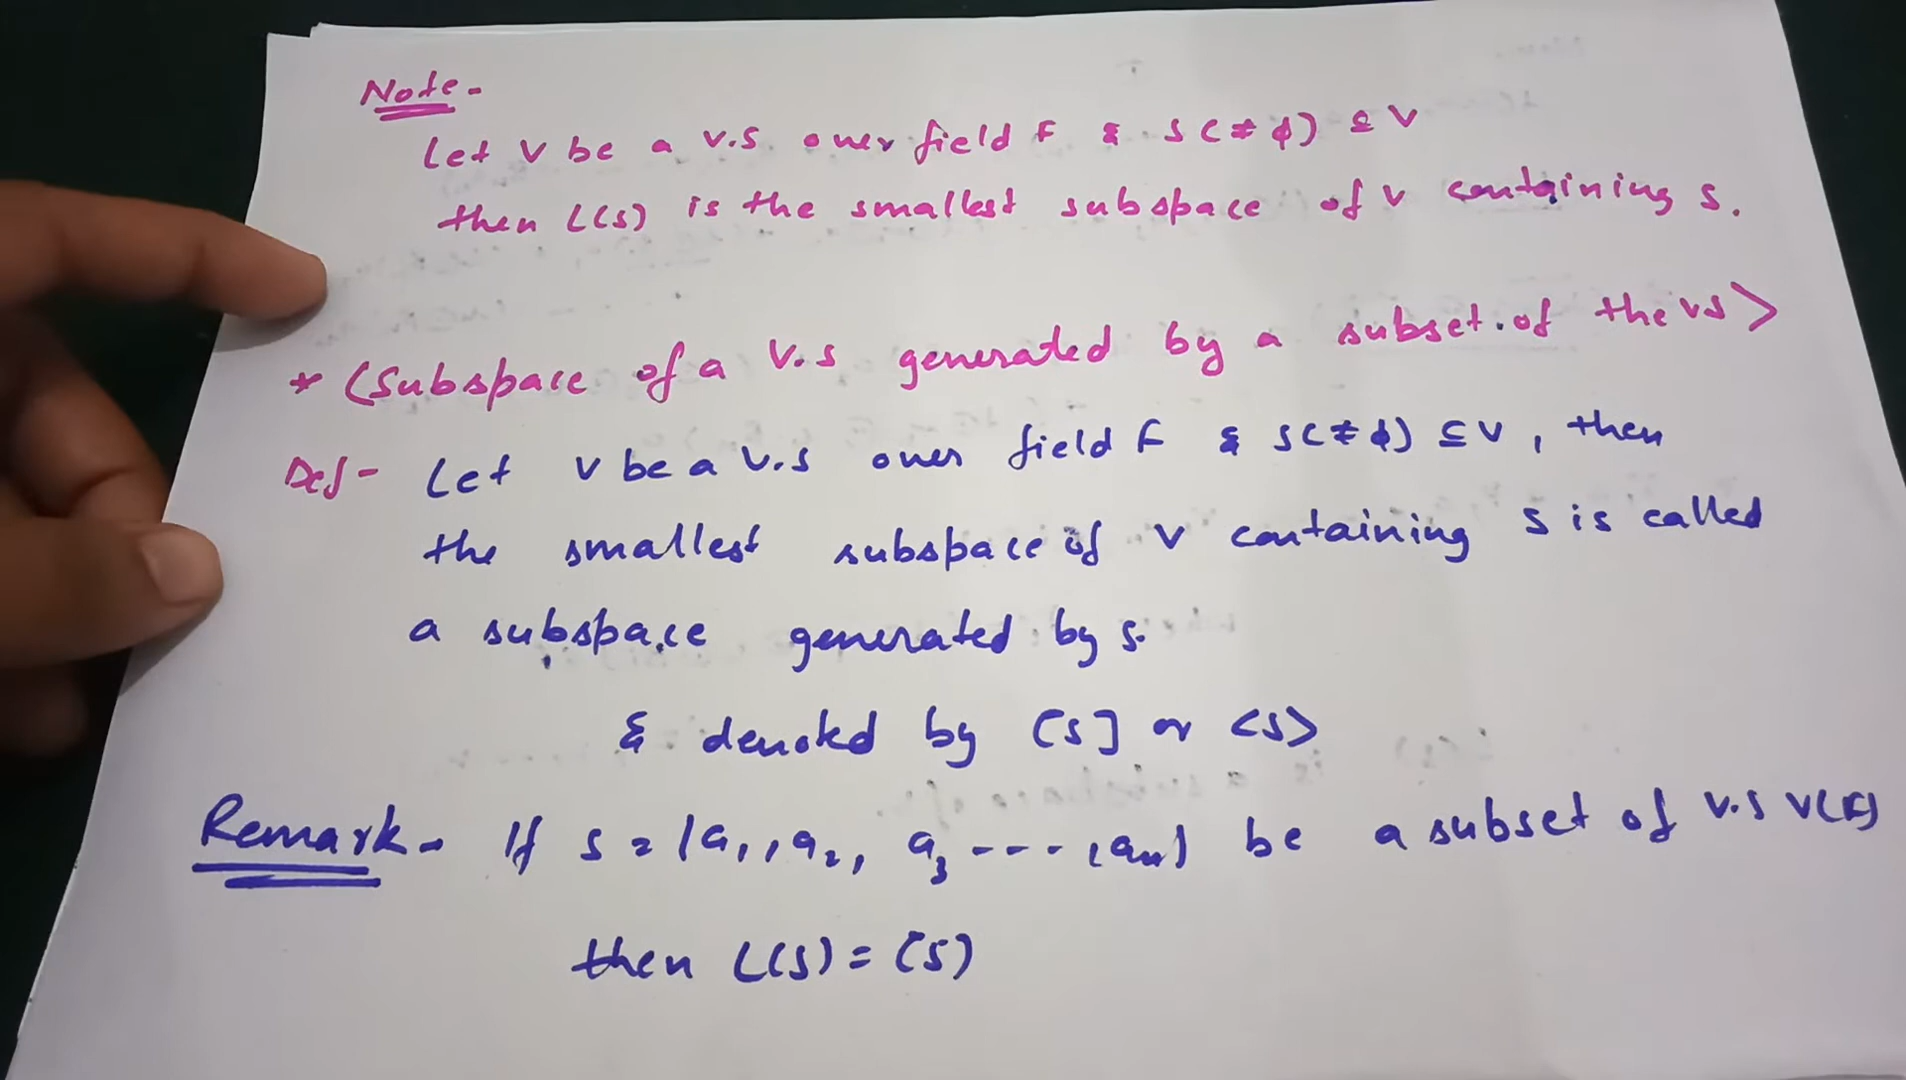 Note-
Let V be a V.S. over field F & S(≠ϕ) ⊆ V
then L(S) is the smallest subspace of V containing S.
* (Subspace of a V.S generated by a subset of the VS>
Def- Let V be a V.S over field F & S(≠ϕ) ⊆ V, then
the smallest subspace of V containing S is called
a subspace generated by S.
& denoted by [S] or <S>
Remark- If S = {a₁, a₂, a₃ ----, an} be a subset of V.S V(F)
then L(S) = [S)